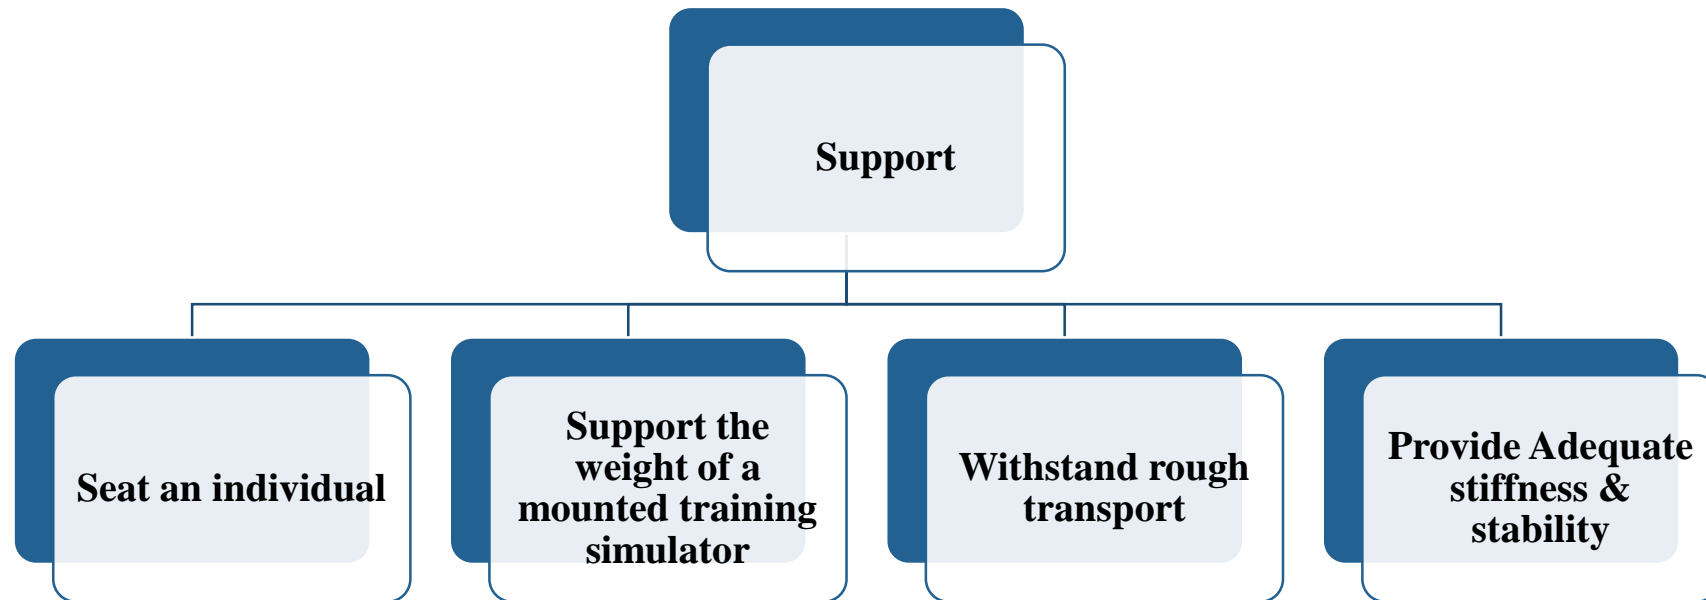 Support
Seat an individual
Support the
weight of a
mounted training
simulator
Withstand rough
transport
Provide Adequate
stiffness &
stability